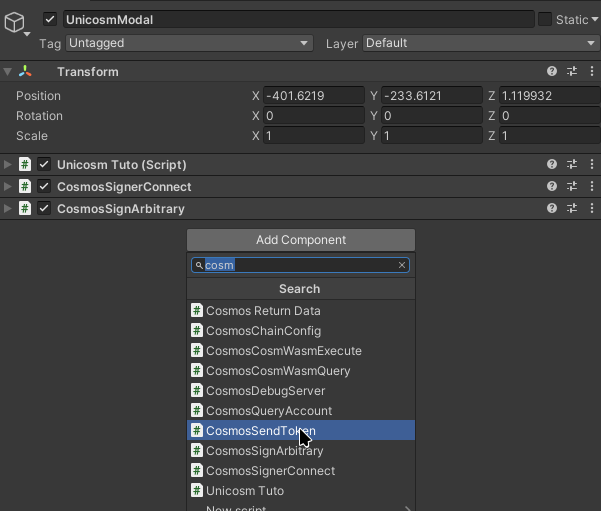 UnicosmModal Static
Tag Untagged Layer Default
Transform
Position X -401.6219 Y -233.6121 Z 1.119932
Rotation X 0 Y 0 Z 0
Scale X 1 Y 1 Z 1
# Unicosm Tuto (Script)
# CosmosSignerConnect
# CosmosSignArbitrary
Add Component
cosm
Search
# Cosmos Return Data
# CosmosChainConfig
# CosmosCosmWasmExecute
# CosmosCosmWasmQuery
# CosmosDebugServer
# CosmosQueryAccount
# CosmosSendToken
# CosmosSignArbitrary
# CosmosSignerConnect
# Unicosm Tuto
New script